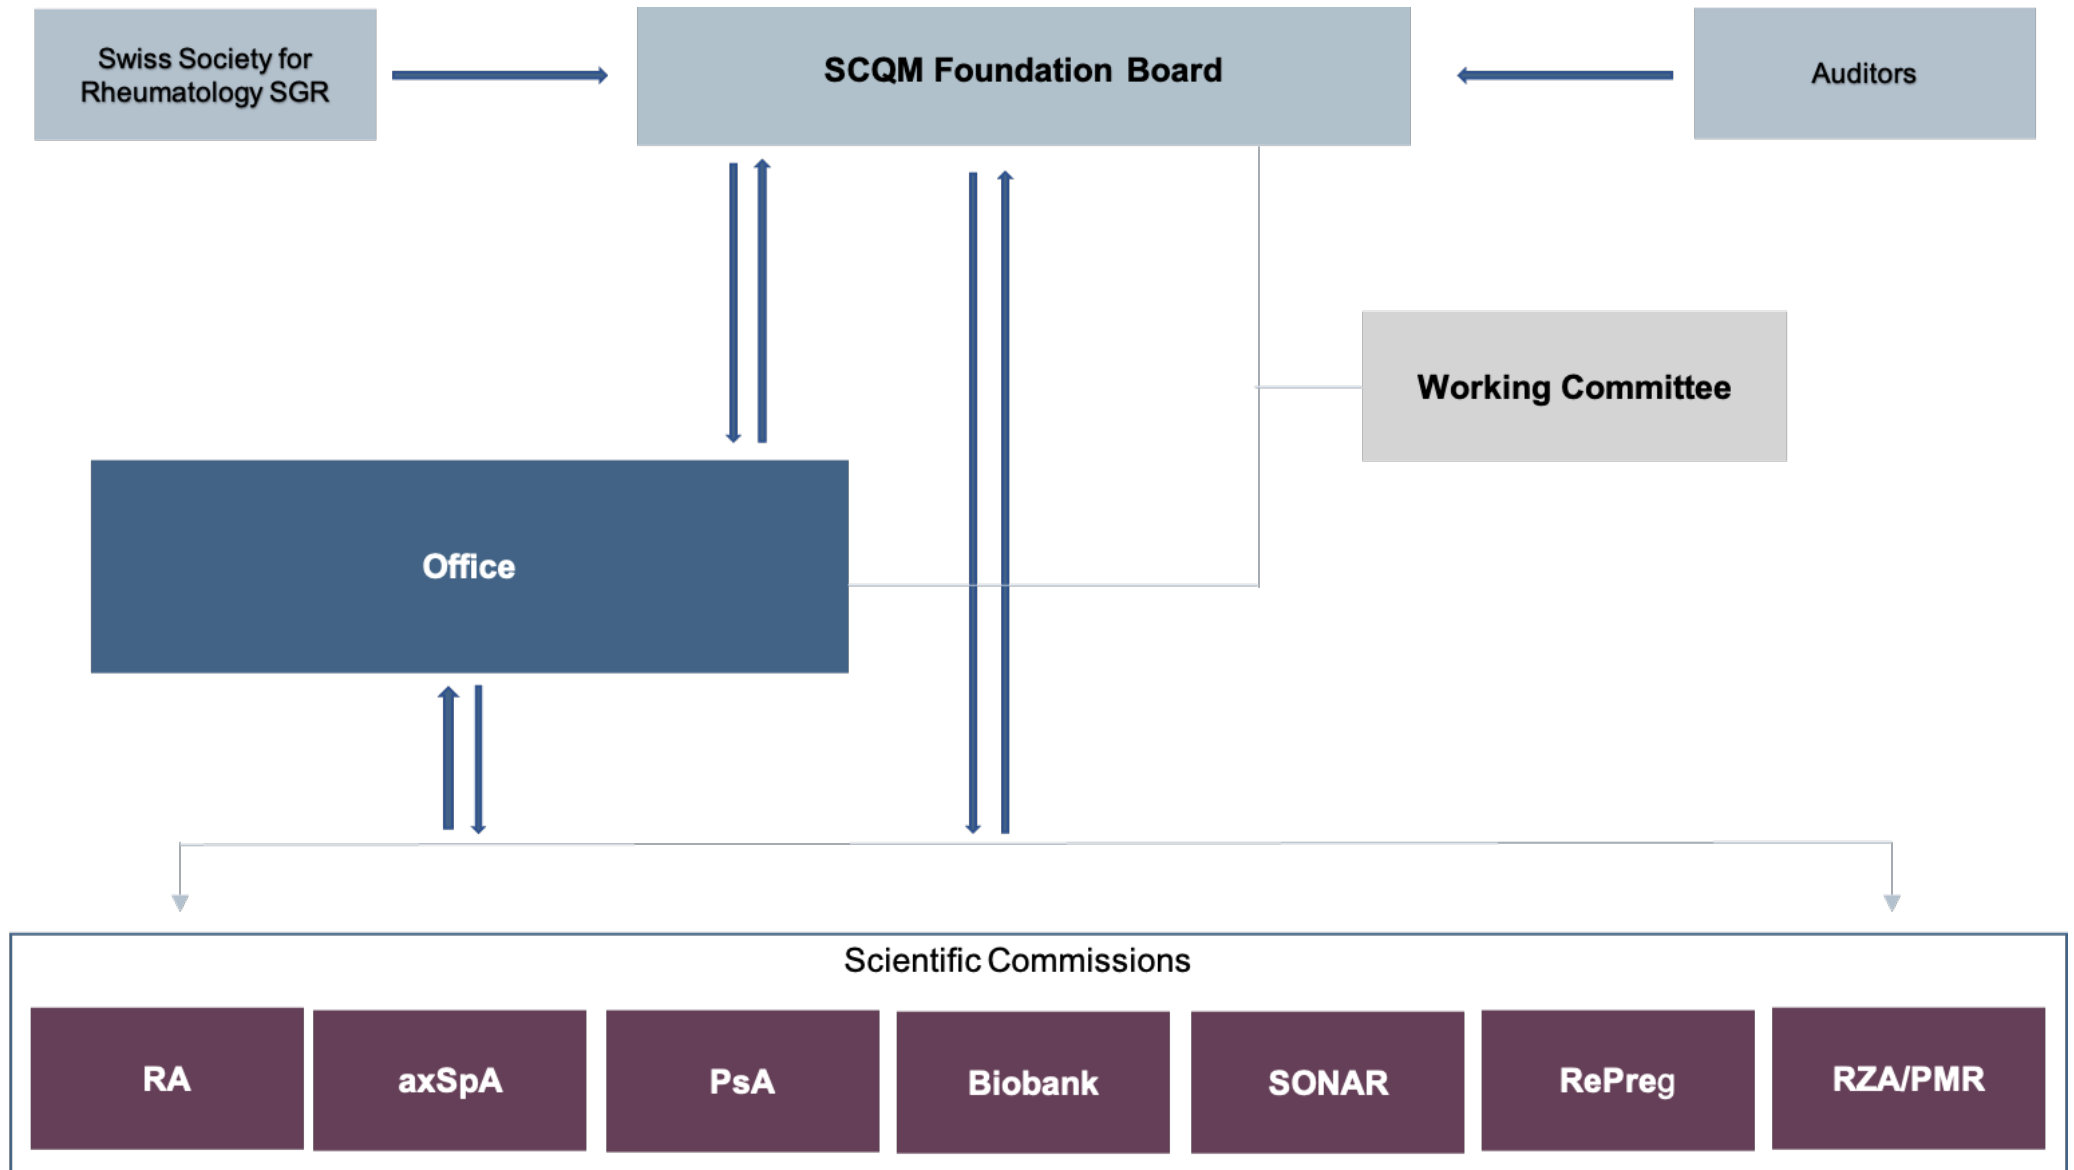 Swiss Society for
Rheumatology SGR
SCQM Foundation Board
Auditors
Working Committee
Office
Scientific Commissions
RA
axSpA
PsA
Biobank
SONAR
RePreg
RZA/PMR